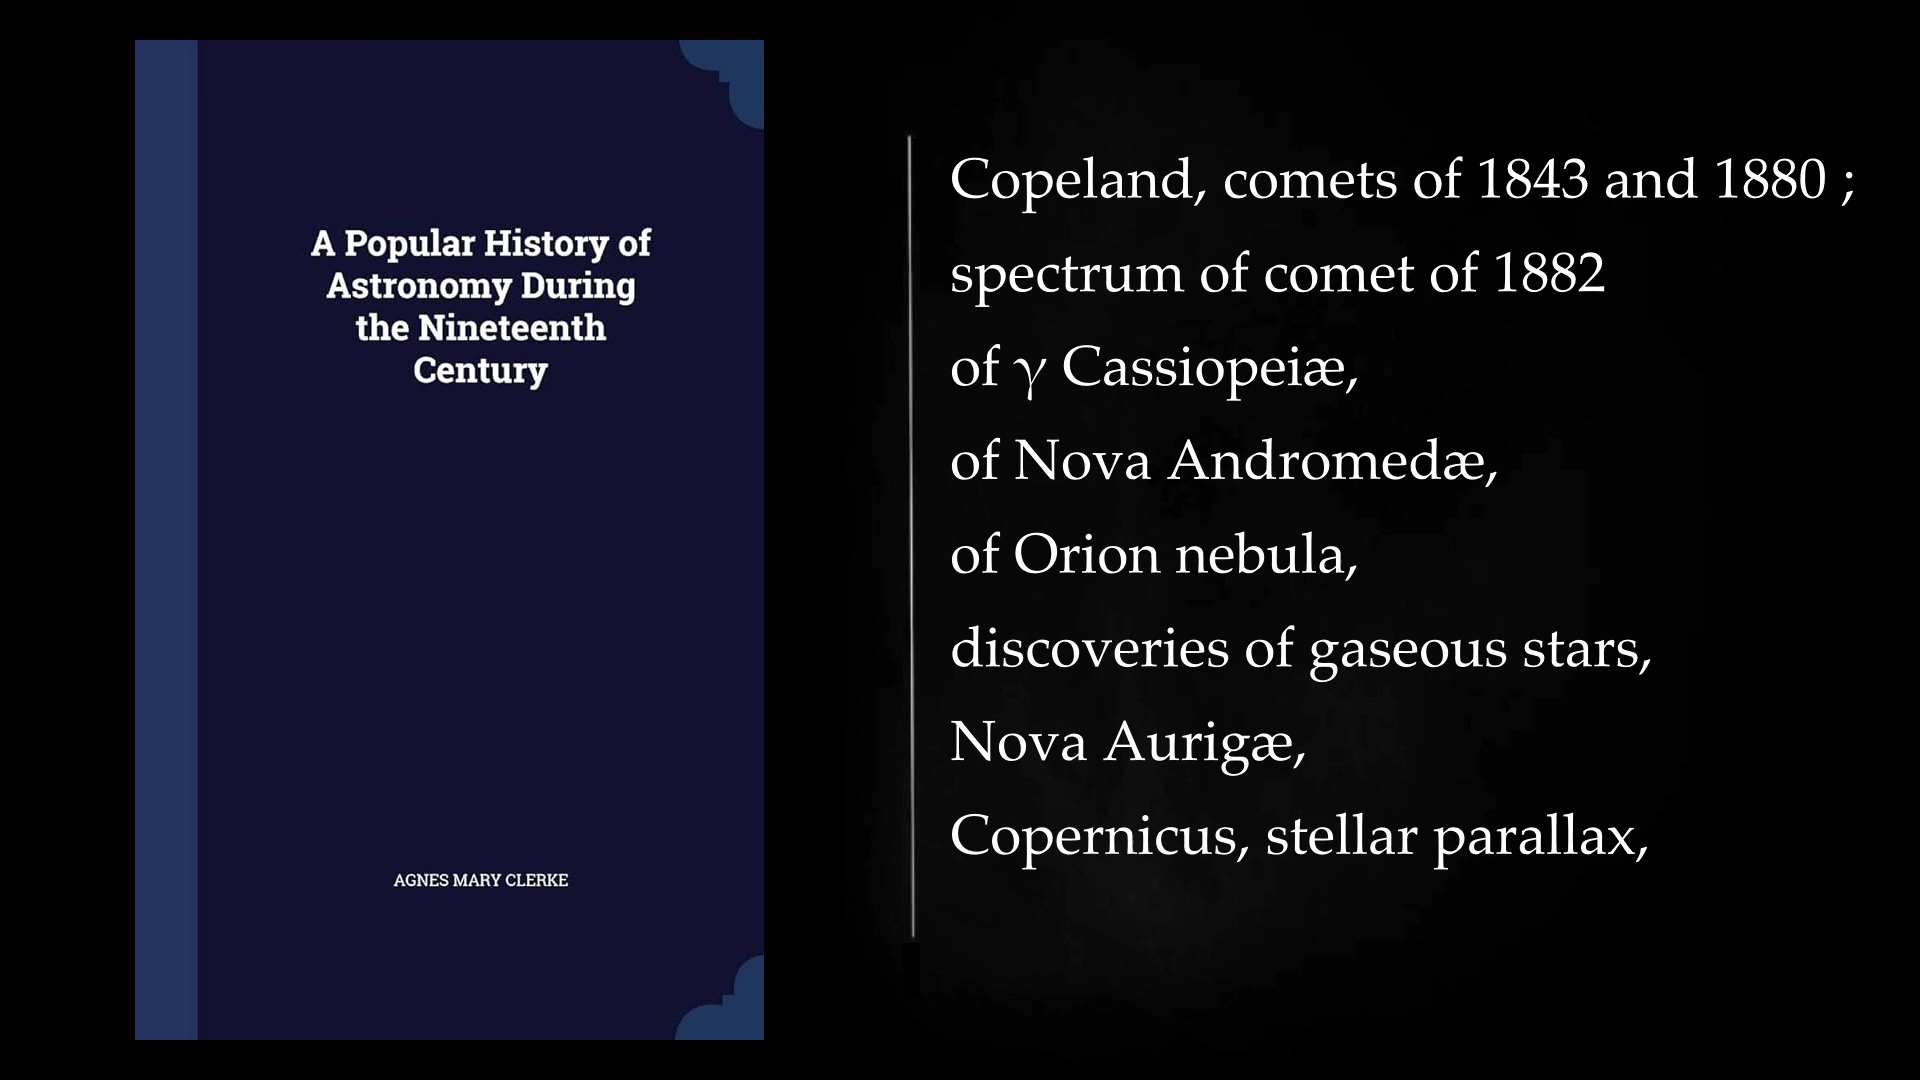 A Popular History of
Astronomy During
the Nineteenth
Century
AGNES MARY CLERKE
Copeland, comets of 1843 and 1880 ;
spectrum of comet of 1882
of γ Cassiopeiæ,
of Nova Andromedæ,
of Orion nebula,
discoveries of gaseous stars,
Nova Aurigæ,
Copernicus, stellar parallax,